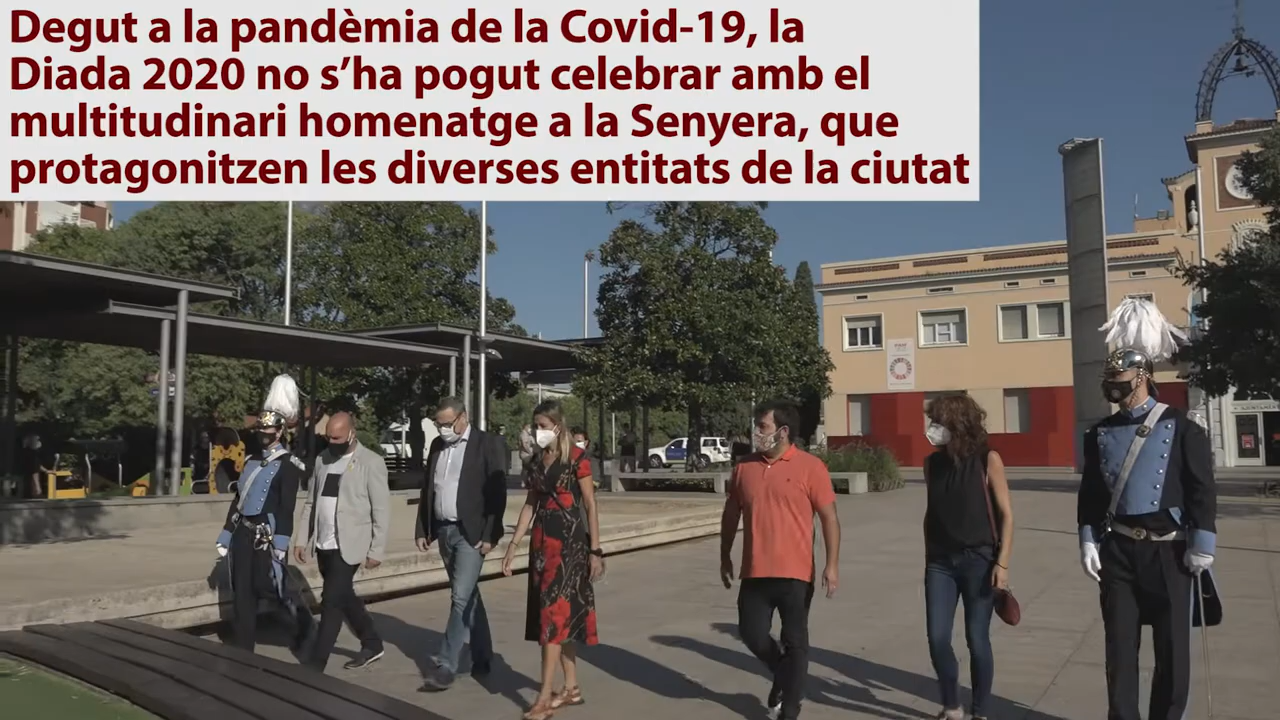 Degut a la pandèmia de la Covid-19, la
Diada 2020 no s’ha pogut celebrar amb el
multitudinari homenatge a la Senyera, que
protagonitzen les diverses entitats de la ciutat